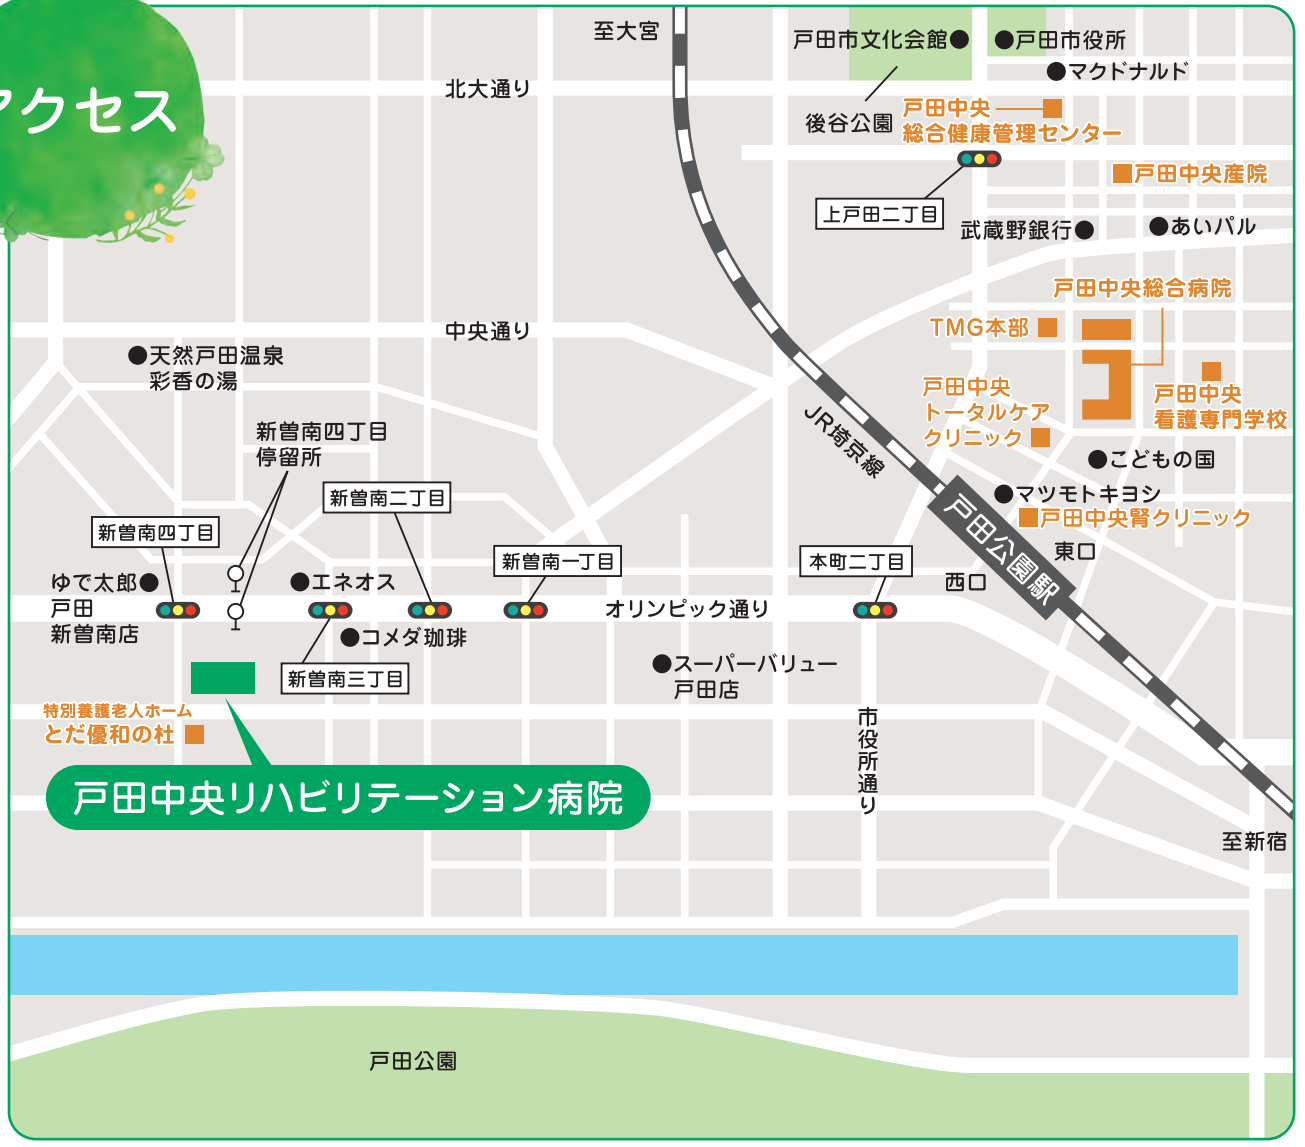 アクセス
至大宮
戸田市文化会館
戸田市役所
マクドナルド
北大通り
後谷公園
戸田中央
総合健康管理センター
戸田中央産院
上戸田二丁目
武蔵野銀行
あいパル
戸田中央総合病院
TMG本部
中央通り
天然戸田温泉
彩香の湯
戸田中央
トータルケア
クリニック
戸田中央
看護専門学校
JR埼京線
新曽南四丁目
停留所
こどもの国
マツモトキヨシ
戸田中央腎クリニック
新曽南二丁目
新曽南四丁目
新曽南一丁目
本町二丁目
戸田公園駅
東口
西口
ゆで太郎
戸田
新曽南店
エネオス
オリンピック通り
コメダ珈琲
新曽南三丁目
スーパーバリュー
戸田店
特別養護老人ホーム
とだ優和の杜
市役所通り
戸田中央リハビリテーション病院
至新宿
戸田公園